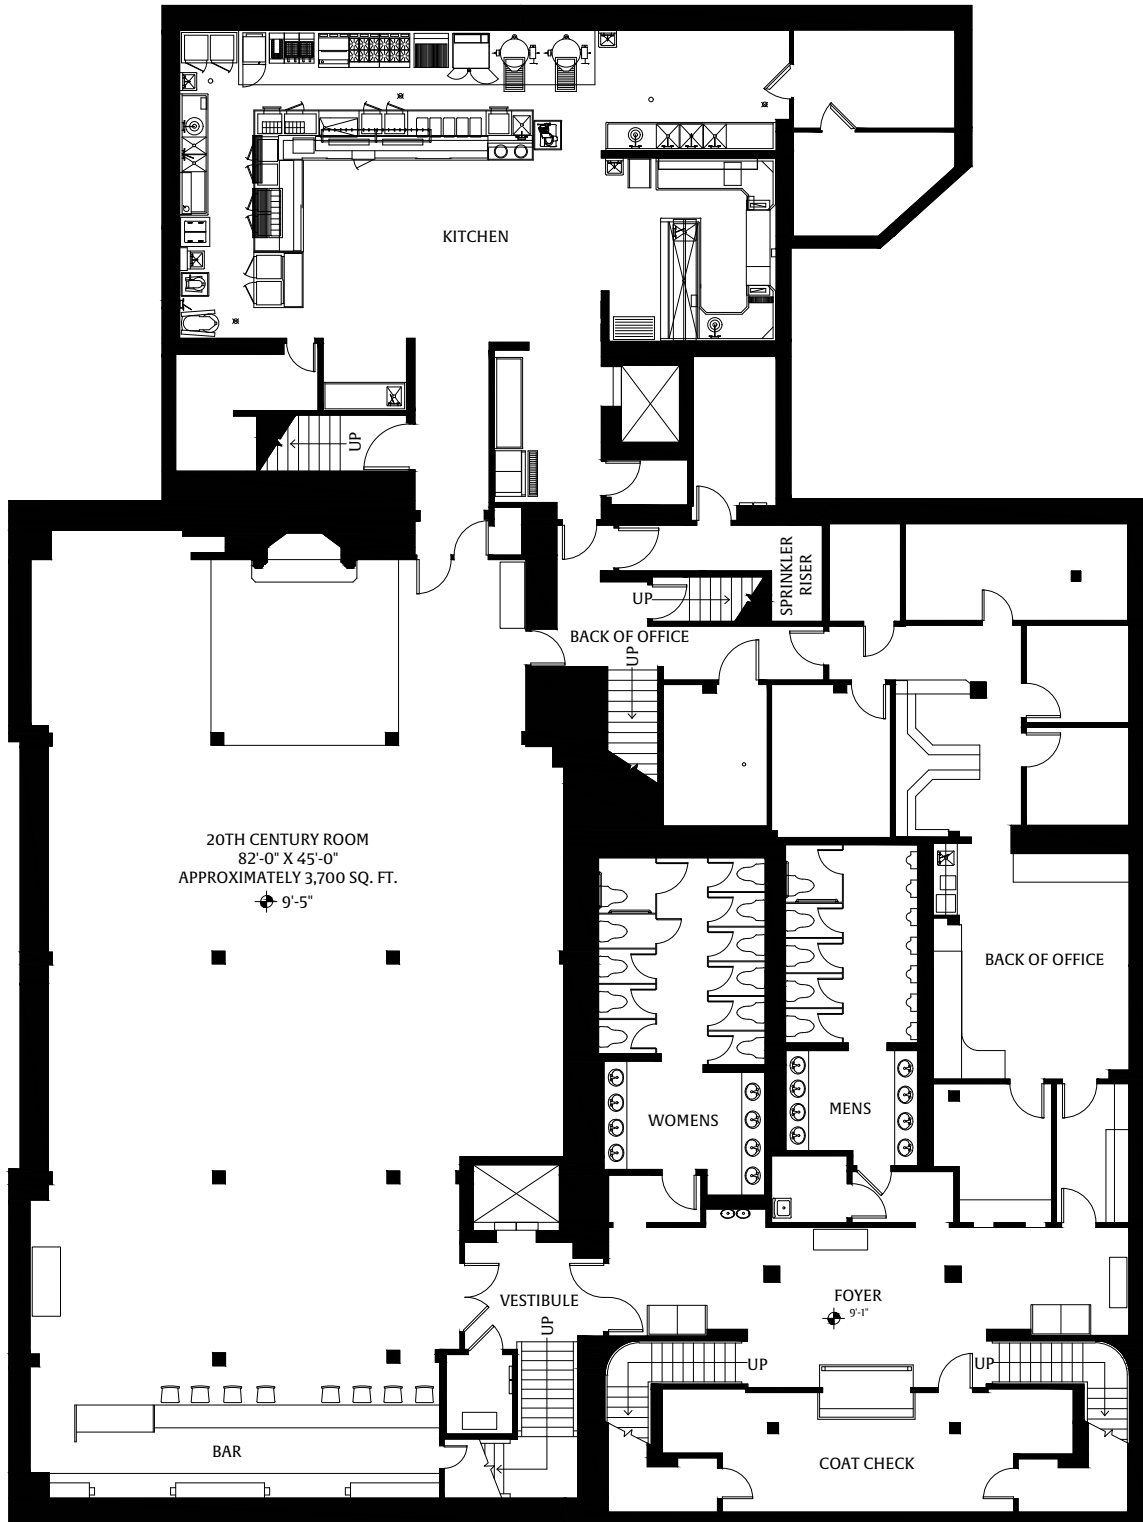 KITCHEN
UP
SPRINKLER
RISER
UP
BACK OF OFFICE
UP
20TH CENTURY ROOM
82'-0" X 45'-0"
APPROXIMATELY 3,700 SQ. FT.
9'-5"
BACK OF OFFICE
WOMENS
MENS
VESTIBULE
FOYER
9'-1"
UP
UP
UP
BAR
COAT CHECK